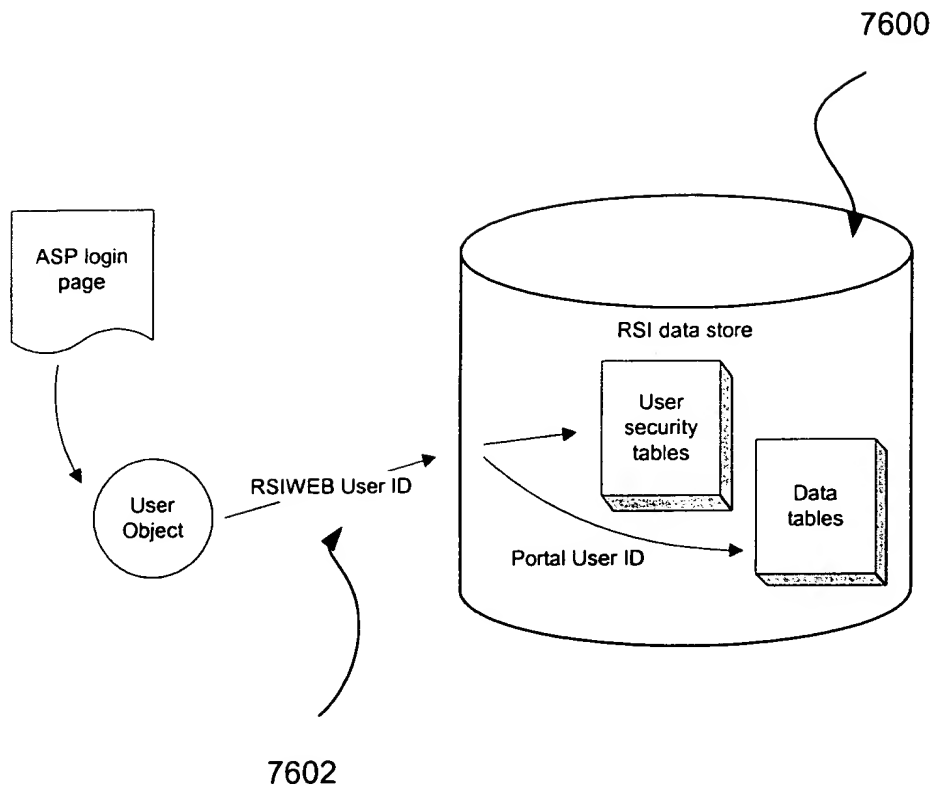 7600
ASP login
page
RSI data store
User
security
tables
RSIWEB User ID
User
Object
Data
tables
Portal User ID
7602